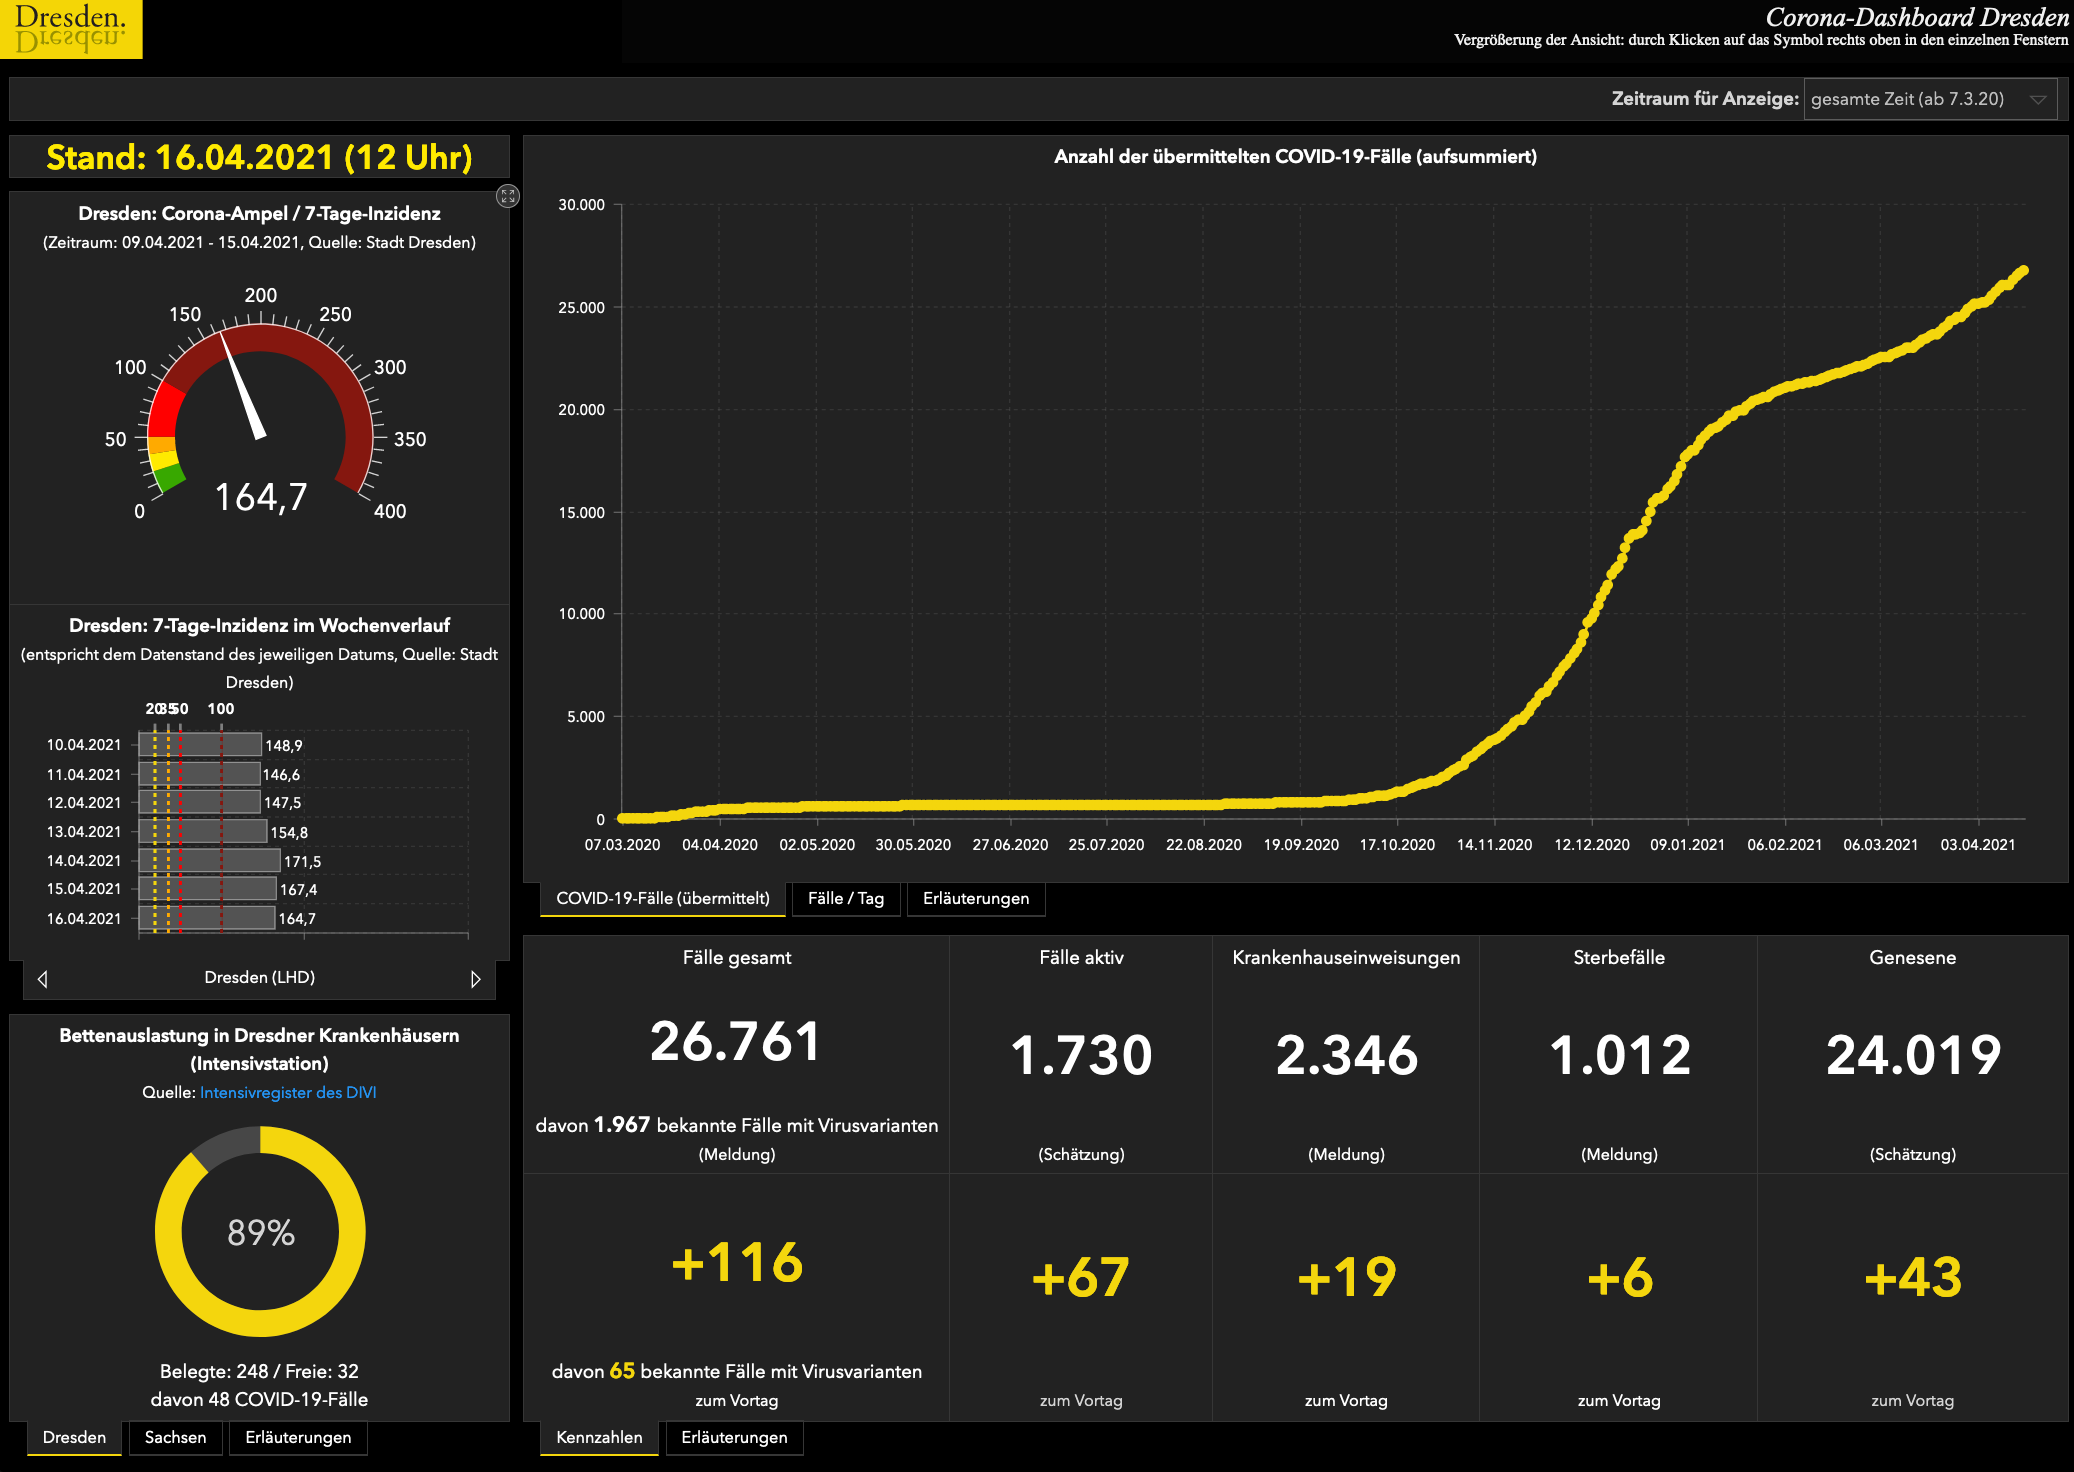 Dresden.
Corona-Dashboard Dresden
Vergrößerung der Ansicht: durch Klicken auf das Symbol rechts oben in den einzelnen Fenstern
Zeitraum für Anzeige: gesamte Zeit (ab 7.3.20)
Stand: 16.04.2021 (12 Uhr)
Dresden: Corona-Ampel / 7-Tage-Inzidenz
(Zeitraum: 09.04.2021 - 15.04.2021, Quelle: Stadt Dresden)
0
50
100
150
200
250
300
350
400
164,7
Dresden: 7-Tage-Inzidenz im Wochenverlauf
(entspricht dem Datenstand des jeweiligen Datums, Quelle: Stadt
Dresden)
20 35 50 100
10.04.2021 148,9
11.04.2021 146,6
12.04.2021 147,5
13.04.2021 154,8
14.04.2021 171,5
15.04.2021 167,4
16.04.2021 164,7
Dresden (LHD)
Bettenauslastung in Dresdner Krankenhäusern
(Intensivstation)
Quelle: Intensivregister des DIVI
89%
Belegte: 248 / Freie: 32
davon 48 COVID-19-Fälle
Dresden Sachsen Erläuterungen
Anzahl der übermittelten COVID-19-Fälle (aufsummiert)
30.000
25.000
20.000
15.000
10.000
5.000
0
07.03.2020 04.04.2020 02.05.2020 30.05.2020 27.06.2020 25.07.2020 22.08.2020 19.09.2020 17.10.2020 14.11.2020 12.12.2020 09.01.2021 06.02.2021 06.03.2021 03.04.2021
COVID-19-Fälle (übermittelt) Fälle / Tag Erläuterungen
Fälle gesamt
26.761
davon 1.967 bekannte Fälle mit Virusvarianten
(Meldung)
+116
davon 65 bekannte Fälle mit Virusvarianten
zum Vortag
Fälle aktiv
1.730
(Schätzung)
+67
zum Vortag
Krankenhauseinweisungen
2.346
(Meldung)
+19
zum Vortag
Sterbefälle
1.012
(Meldung)
+6
zum Vortag
Genesene
24.019
(Schätzung)
+43
zum Vortag
Kennzahlen Erläuterungen